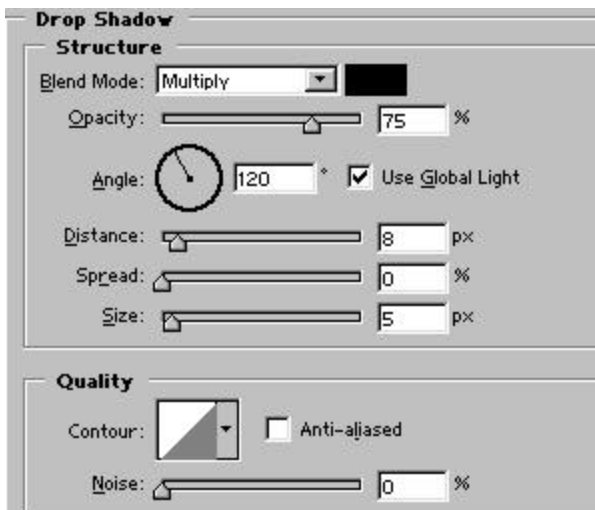 Drop Shadow
Structure
Blend Mode: Multiply
Opacity: 75 %
Angle: 120 ° Use Global Light
Distance: 8 px
Spread: 0 %
Size: 5 px
Quality
Contour: Anti-aliased
Noise: 0 %